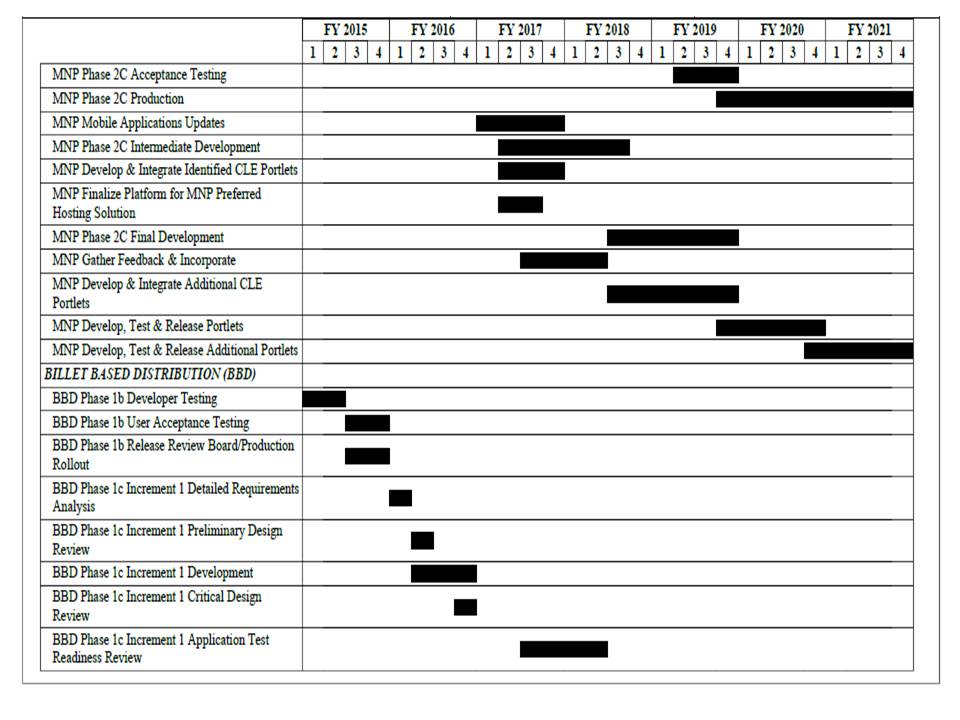 FY 2015 FY 2016 FY 2017 FY 2018 FY 2019 FY 2020 FY 2021
1 2 3 4 1 2 3 4 1 2 3 4 1 2 3 4 1 2 3 4 1 2 3 4 1 2 3 4
MNP Phase 2C Acceptance Testing
MNP Phase 2C Production
MNP Mobile Applications Updates
MNP Phase 2C Intermediate Development
MNP Develop & Integrate Identified CLE Portlets
MNP Finalize Platform for MNP Preferred
Hosting Solution
MNP Phase 2C Final Development
MNP Gather Feedback & Incorporate
MNP Develop & Integrate Additional CLE
Portlets
MNP Develop, Test & Release Portlets
MNP Develop, Test & Release Additional Portlets
BILLET BASED DISTRIBUTION (BBD)
BBD Phase 1b Developer Testing
BBD Phase 1b User Acceptance Testing
BBD Phase 1b Release Review Board/Production
Rollout
BBD Phase 1c Increment 1 Detailed Requirements
Analysis
BBD Phase 1c Increment 1 Preliminary Design
Review
BBD Phase 1c Increment 1 Development
BBD Phase 1c Increment 1 Critical Design
Review
BBD Phase 1c Increment 1 Application Test
Readiness Review